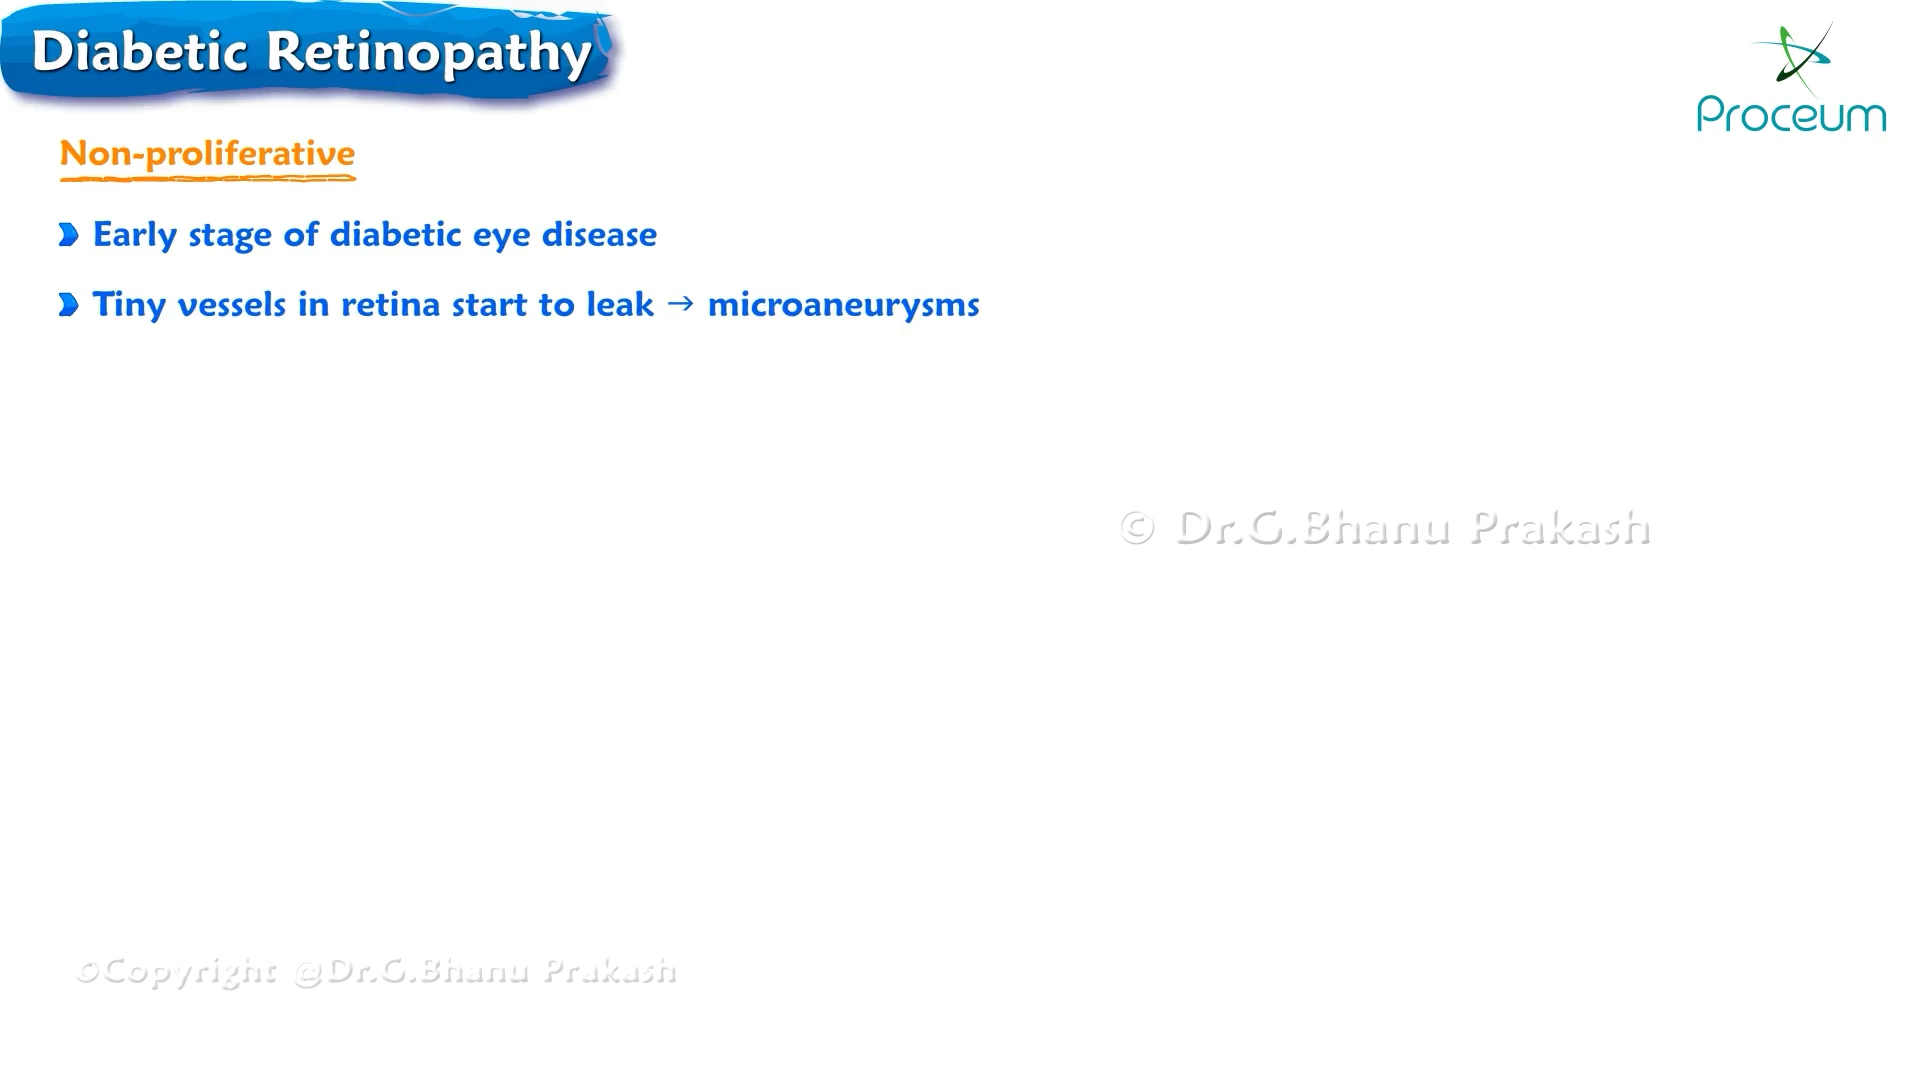 Diabetic Retinopathy
Proceum
Non-proliferative
Early stage of diabetic eye disease
Tiny vessels in retina start to leak → microaneurysms
© Dr.G.Bhanu Prakash
©Copyright @Dr.G.Bhanu Prakash